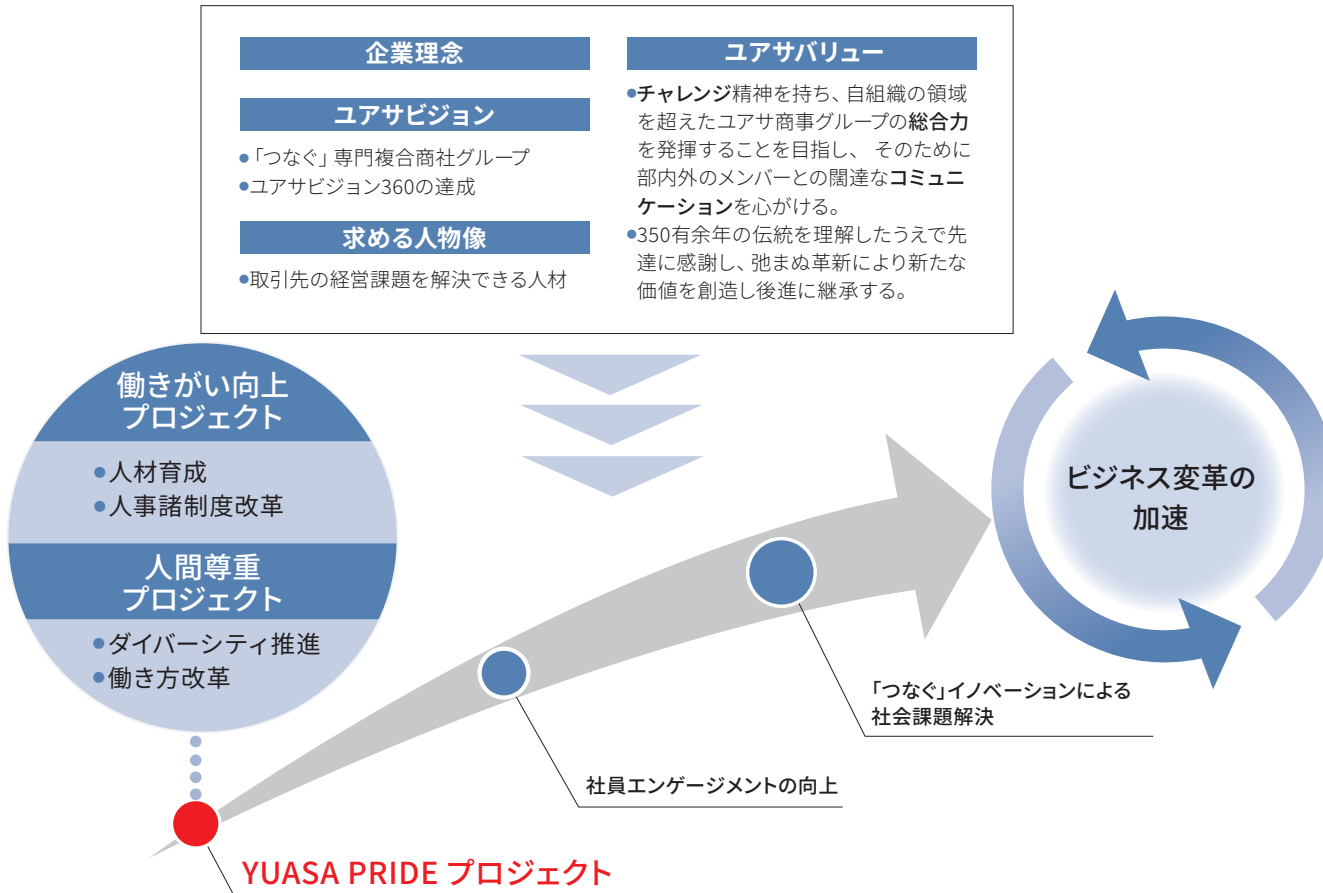 企業理念
ユアサビジョン
●「つなぐ」専門複合商社グループ
●ユアサビジョン360の達成
求める人物像
●取引先の経営課題を解決できる人材
ユアサバリュー
●チャレンジ精神を持ち、自組織の領域
を超えたユアサ商事グループの総合力
を発揮することを目指し、 そのために
部内外のメンバーとの闊達なコミュニ
ケーションを心がける。
●350有余年の伝統を理解したうえで先
達に感謝し、弛まぬ革新により新たな
価値を創造し後進に継承する。
働きがい向上
プロジェクト
●人材育成
●人事諸制度改革
人間尊重
プロジェクト
●ダイバーシティ推進
●働き方改革
ビジネス変革の
加速
「つなぐ」イノベーションによる
社会課題解決
社員エンゲージメントの向上
YUASA PRIDE プロジェクト